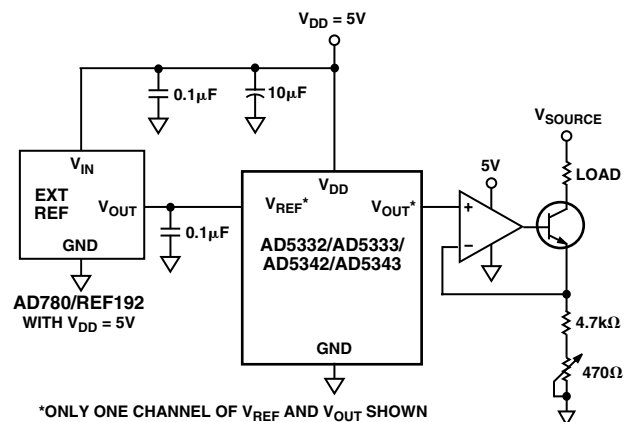 V_DD = 5V
0.1µF
10µF
V_SOURCE
LOAD
5V
V_IN
EXT
REF
V_OUT
GND
0.1µF
AD780/REF192
WITH V_DD = 5V
V_DD
V_REF*
V_OUT*
AD5332/AD5333/
AD5342/AD5343
GND
+
–
4.7kΩ
470Ω
*ONLY ONE CHANNEL OF V_REF AND V_OUT SHOWN